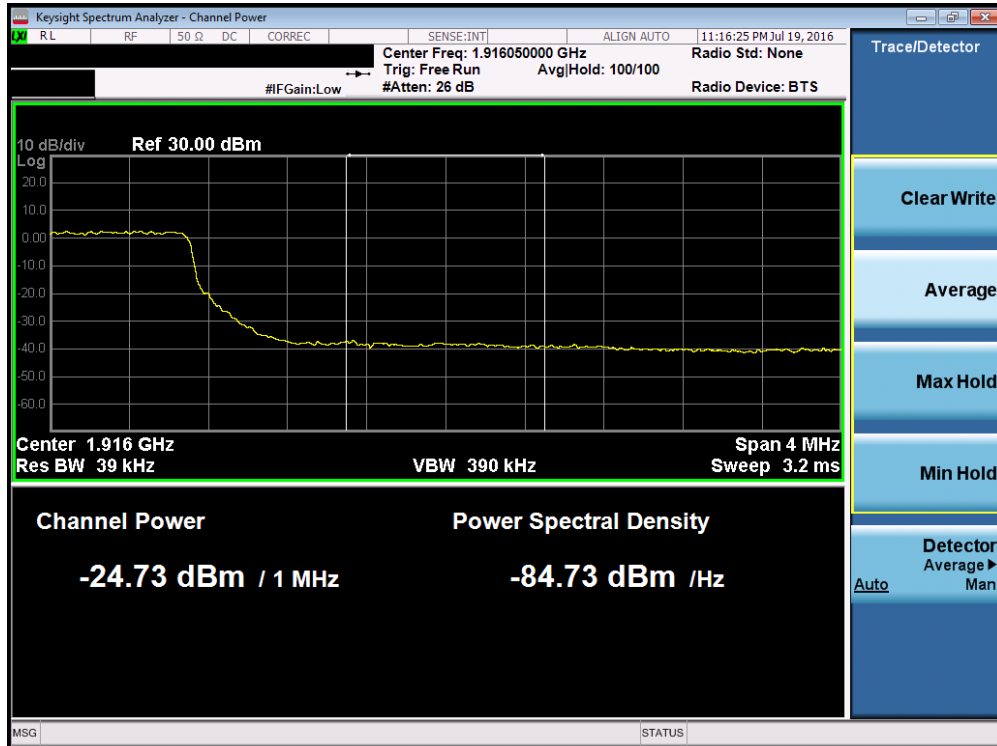 Keysight Spectrum Analyzer - Channel Power
LXI RL RF 50 Ω DC CORREC SENSE:INT ALIGN AUTO 11:16:25 PM Jul 19, 2016
Center Freq: 1.916050000 GHz Radio Std: None
Trig: Free Run Avg|Hold: 100/100
#IFGain:Low #Atten: 26 dB Radio Device: BTS
10 dB/div Ref 30.00 dBm
Log
20.0
10.0
0.00
-10.0
-20.0
-30.0
-40.0
-50.0
-60.0
Center 1.916 GHz Span 4 MHz
Res BW 39 kHz VBW 390 kHz Sweep 3.2 ms
Channel Power Power Spectral Density
-24.73 dBm / 1 MHz -84.73 dBm /Hz
MSG STATUS
Trace/Detector
Clear Write
Average
Max Hold
Min Hold
Detector
Average▶
Auto Man